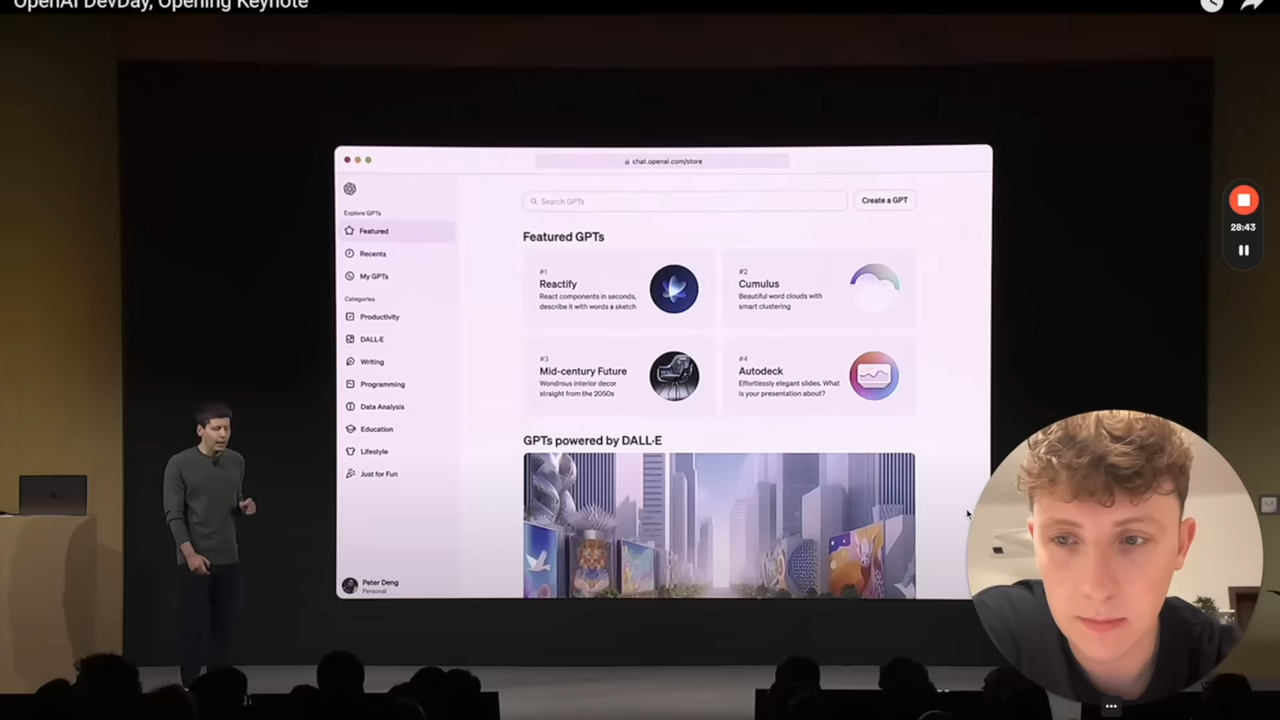 OpenAI DevDay, Opening Keynote
chat.openai.com/store
Search GPTs
Create a GPT
Explore GPTs
Featured
Recents
My GPTs
Categories
Productivity
DALL·E
Writing
Programming
Data Analysis
Education
Lifestyle
Just for Fun
Peter Deng
Personal
Featured GPTs
#1
Reactify
React components in seconds,
describe it with words a sketch
#2
Cumulus
Beautiful word clouds with
smart clustering
#3
Mid-century Future
Wondrous interior decor
straight from the 2050s
#4
Autodeck
Effortlessly elegant slides. What
is your presentation about?
GPTs powered by DALL·E
28:43